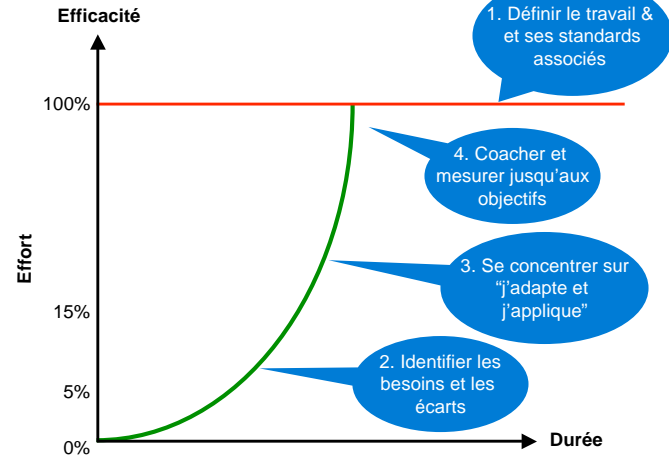 Efficacité
1. Définir le travail &
et ses standards
associés
100%
4. Coacher et
mesurer jusqu’aux
objectifs
Effort
3. Se concentrer sur
“j’adapte et
j’applique”
15%
2. Identifier les
besoins et les
écarts
5%
0%
Durée